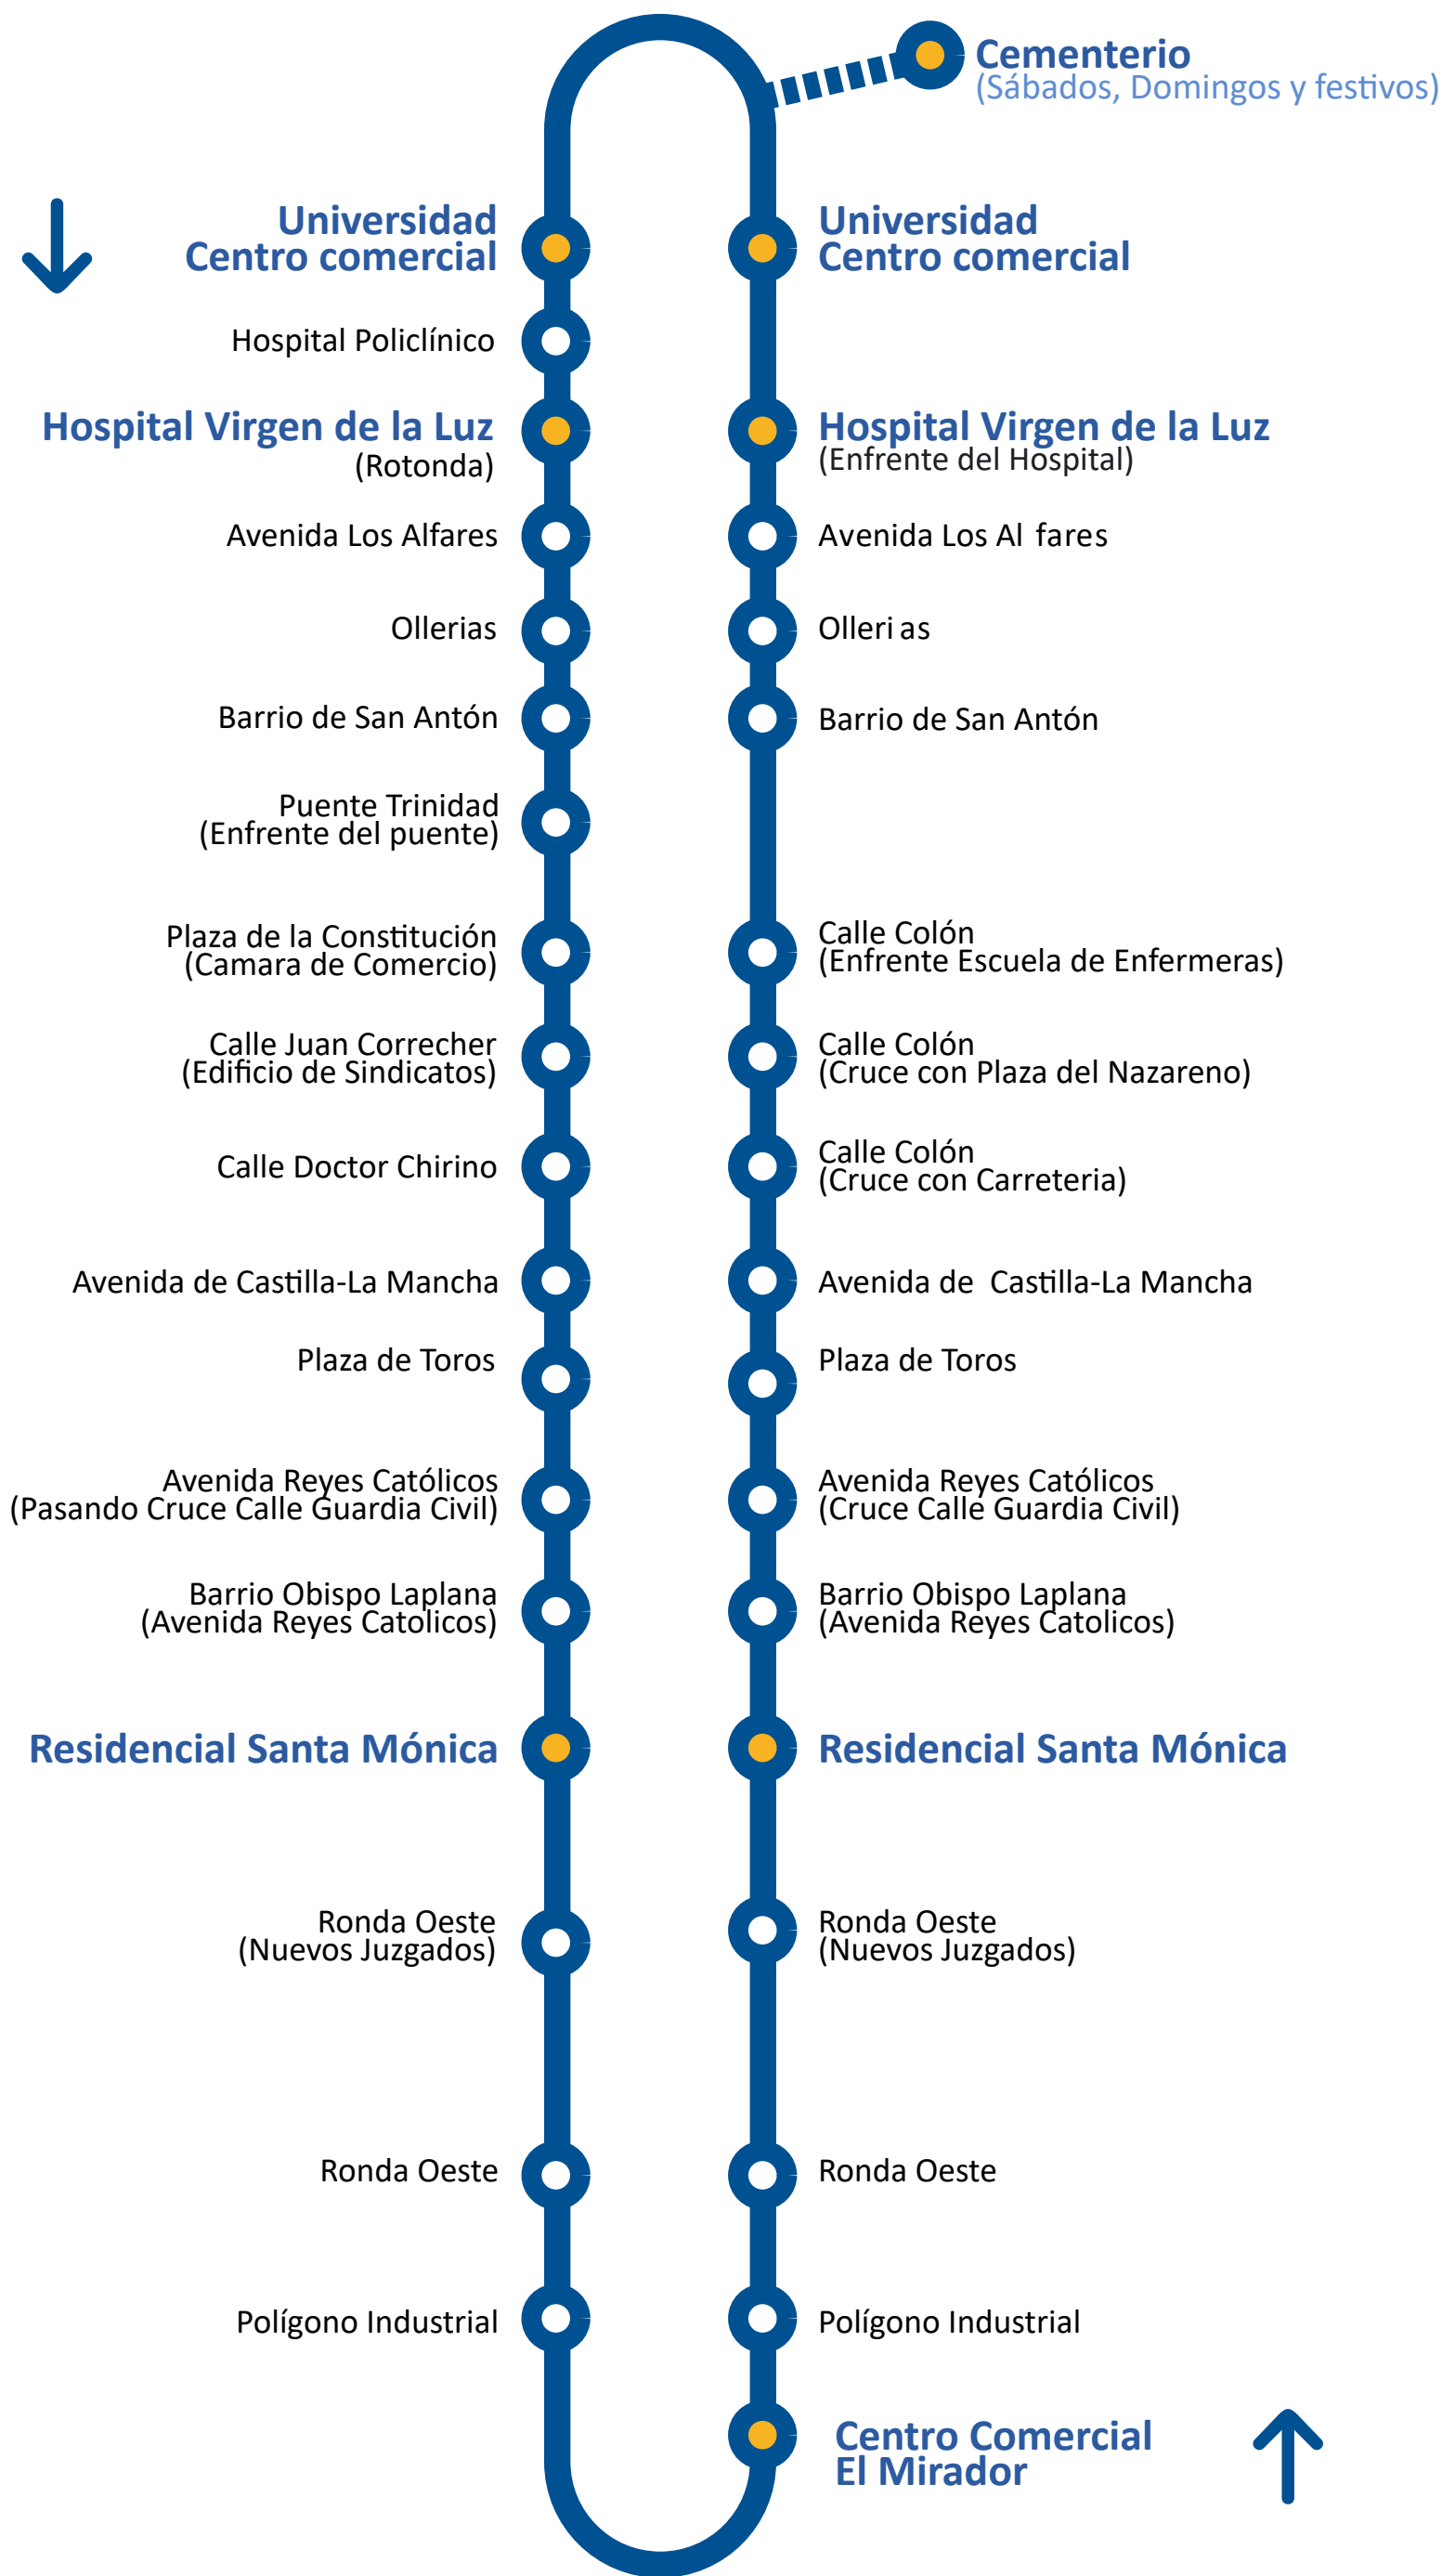 Cementerio
(Sábados, Domingos y festivos)
Universidad
Centro comercial
Hospital Policlínico
Hospital Virgen de la Luz
(Rotonda)
Avenida Los Alfares
Ollerias
Barrio de San Antón
Puente Trinidad
(Enfrente del puente)
Plaza de la Constitución
(Camara de Comercio)
Calle Juan Correcher
(Edificio de Sindicatos)
Calle Doctor Chirino
Avenida de Castilla-La Mancha
Plaza de Toros
Avenida Reyes Católicos
(Pasando Cruce Calle Guardia Civil)
Barrio Obispo Laplana
(Avenida Reyes Catolicos)
Residencial Santa Mónica
Ronda Oeste
(Nuevos Juzgados)
Ronda Oeste
Polígono Industrial
Universidad
Centro comercial
Hospital Virgen de la Luz
(Enfrente del Hospital)
Avenida Los Al fares
Olleri as
Barrio de San Antón
Calle Colón
(Enfrente Escuela de Enfermeras)
Calle Colón
(Cruce con Plaza del Nazareno)
Calle Colón
(Cruce con Carreteria)
Avenida de Castilla-La Mancha
Plaza de Toros
Avenida Reyes Católicos
(Cruce Calle Guardia Civil)
Barrio Obispo Laplana
(Avenida Reyes Catolicos)
Residencial Santa Mónica
Ronda Oeste
(Nuevos Juzgados)
Ronda Oeste
Polígono Industrial
Centro Comercial
El Mirador